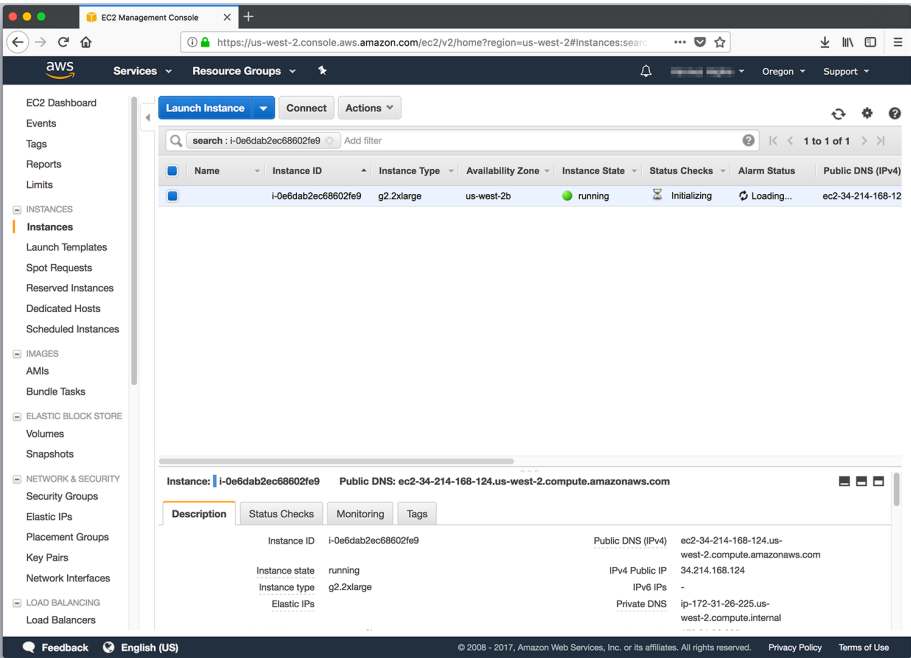 EC2 Management Console
https://us-west-2.console.aws.amazon.com/ec2/v2/home?region=us-west-2#Instances:sear
aws Services Resource Groups Oregon Support
EC2 Dashboard
Events
Tags
Reports
Limits
INSTANCES
Instances
Launch Templates
Spot Requests
Reserved Instances
Dedicated Hosts
Scheduled Instances
IMAGES
AMIs
Bundle Tasks
ELASTIC BLOCK STORE
Volumes
Snapshots
NETWORK & SECURITY
Security Groups
Elastic IPs
Placement Groups
Key Pairs
Network Interfaces
LOAD BALANCING
Load Balancers
Launch Instance Connect Actions
search : i-0e6dab2ec68602fe9 Add filter 1 to 1 of 1
Name Instance ID Instance Type Availability Zone Instance State Status Checks Alarm Status Public DNS (IPv4)
i-0e6dab2ec68602fe9 g2.2xlarge us-west-2b running Initializing Loading... ec2-34-214-168-12
Instance: i-0e6dab2ec68602fe9 Public DNS: ec2-34-214-168-124.us-west-2.compute.amazonaws.com
Description Status Checks Monitoring Tags
Instance ID i-0e6dab2ec68602fe9
Instance state running
Instance type g2.2xlarge
Elastic IPs
Public DNS (IPv4) ec2-34-214-168-124.us-
west-2.compute.amazonaws.com
IPv4 Public IP 34.214.168.124
IPv6 IPs -
Private DNS ip-172-31-26-225.us-
west-2.compute.internal
Feedback English (US) © 2008 - 2017, Amazon Web Services, Inc. or its affiliates. All rights reserved. Privacy Policy Terms of Use